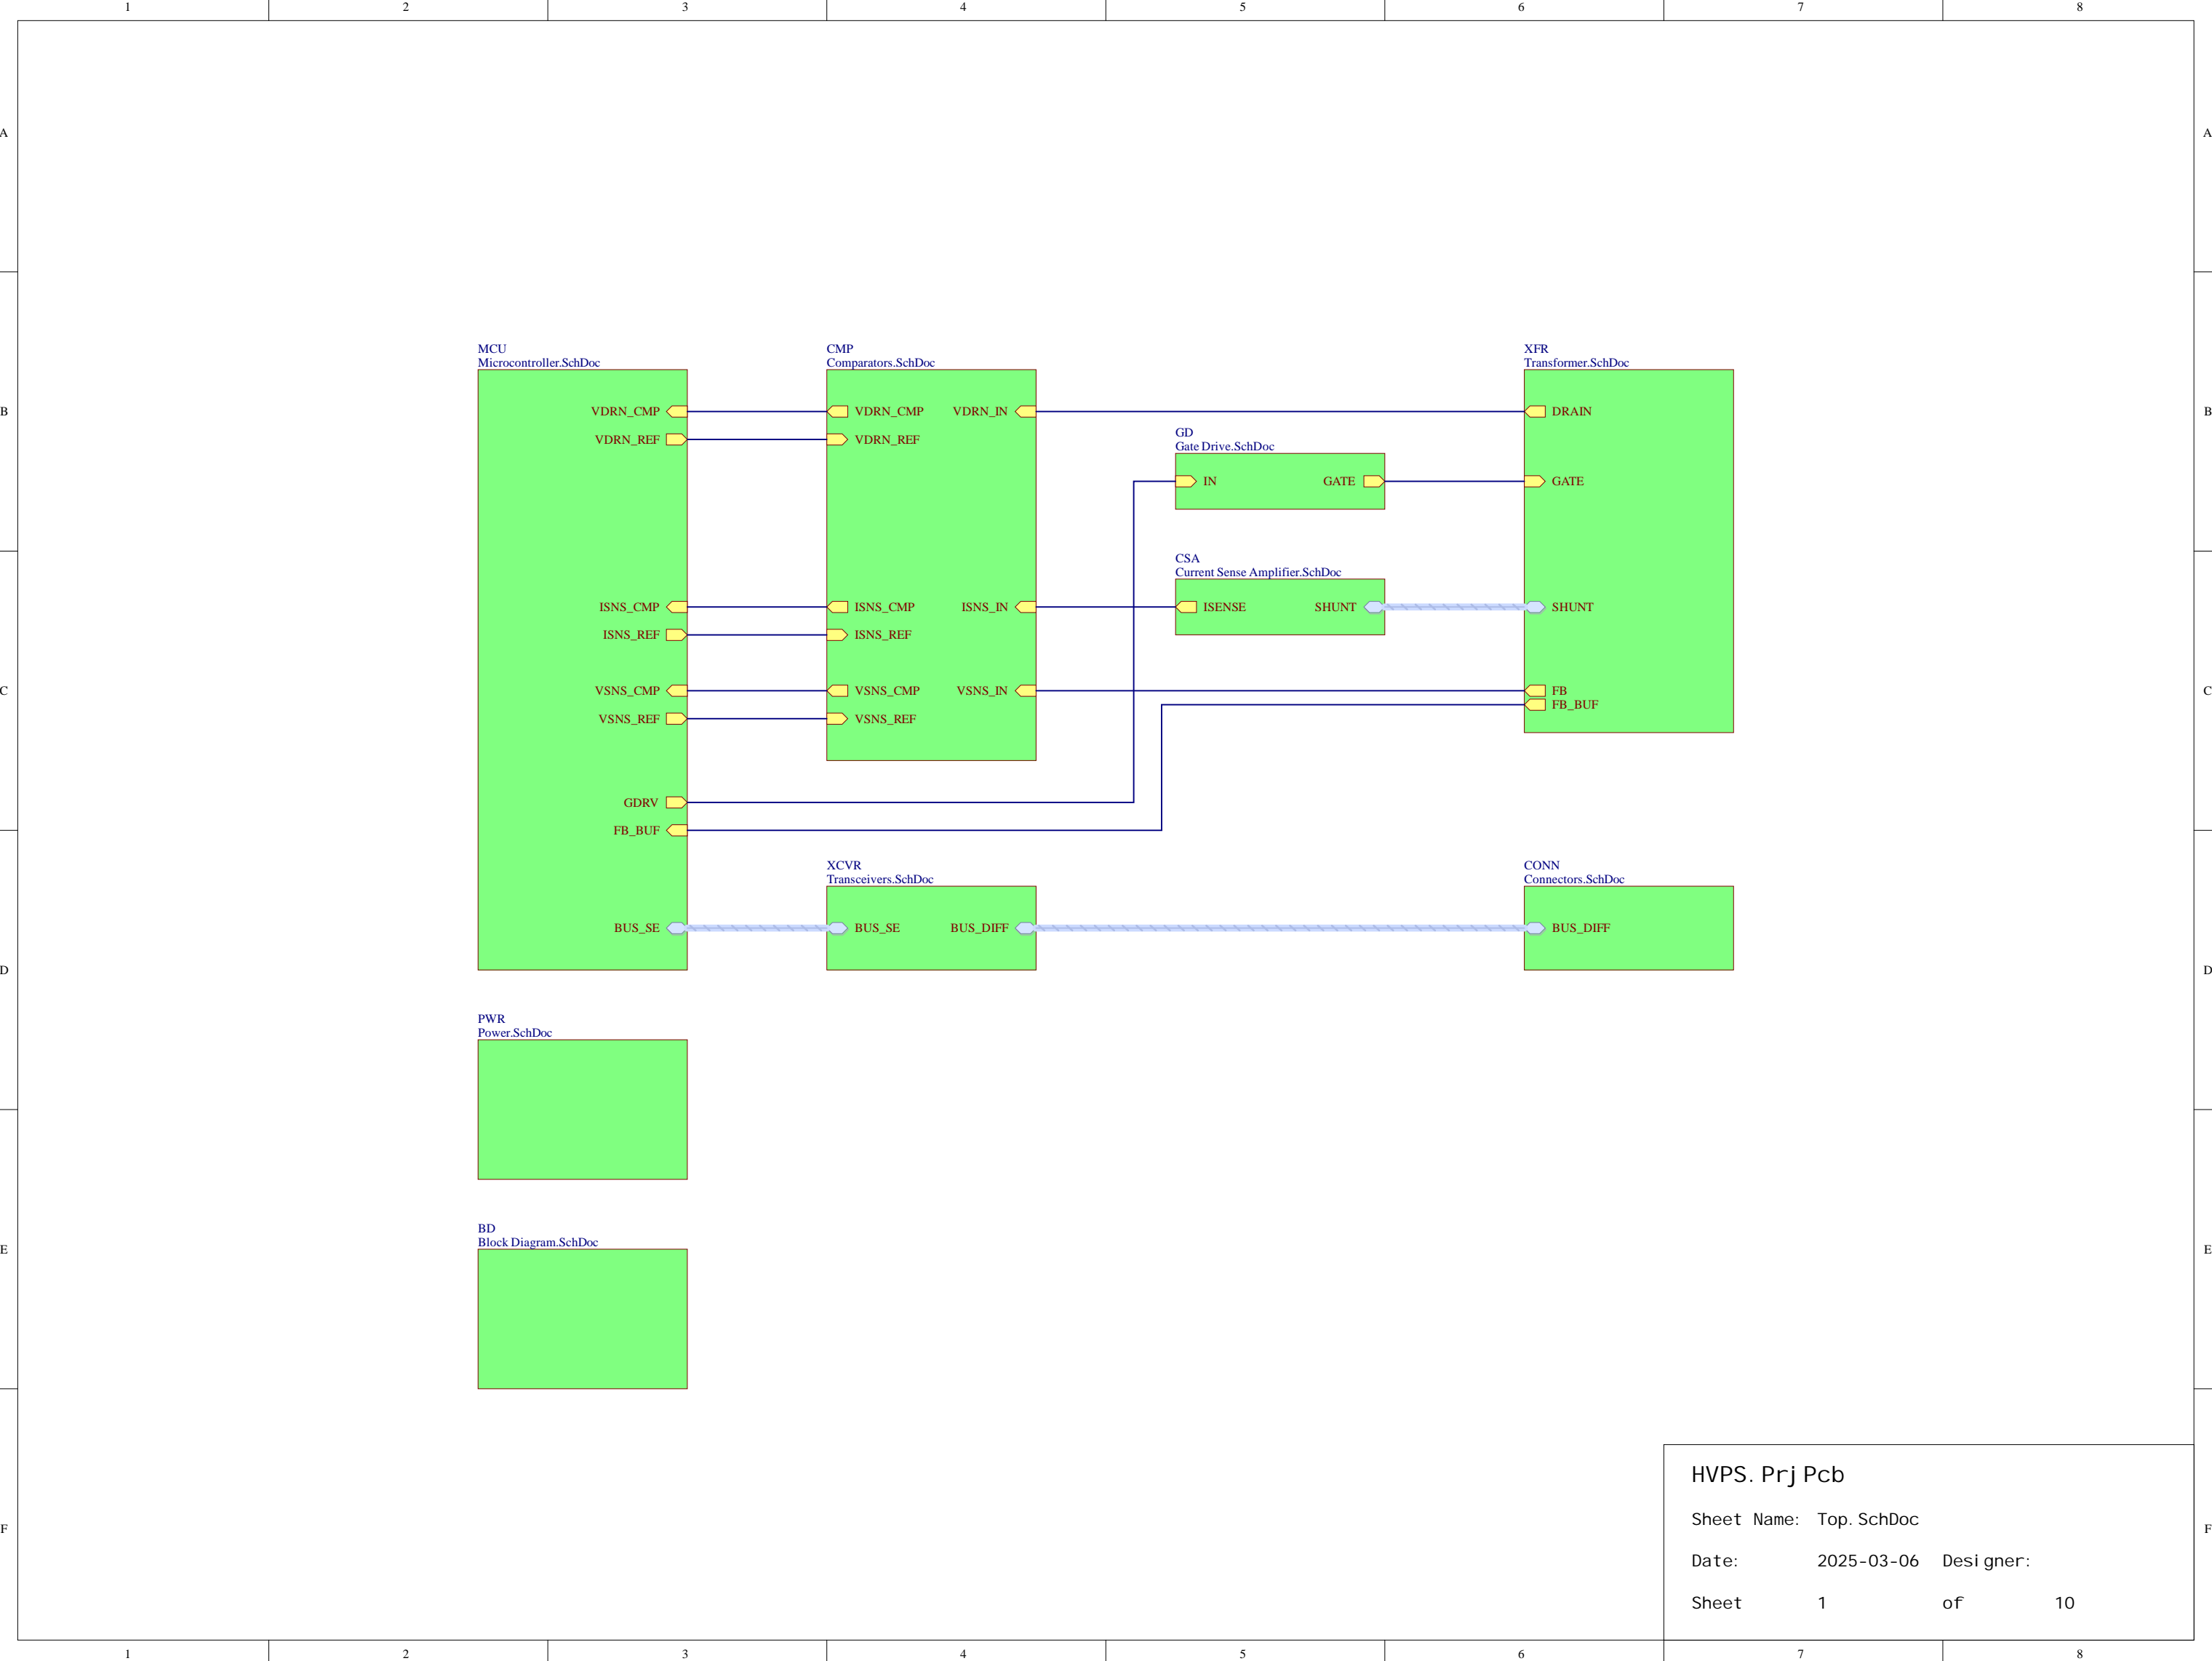 1 2 3 4 5 6 7 8
A A
MCU CMP XFR
Microcontroller.SchDoc Comparators.SchDoc Transformer.SchDoc
B VDRN_CMP VDRN_CMP VDRN_IN DRAIN B
VDRN_REF VDRN_REF
GD
Gate Drive.SchDoc
IN GATE GATE
CSA
Current Sense Amplifier.SchDoc
ISNS_CMP ISNS_CMP ISNS_IN ISENSE SHUNT SHUNT
ISNS_REF ISNS_REF
C VSNS_CMP VSNS_CMP VSNS_IN FB C
FB_BUF
VSNS_REF VSNS_REF
GDRV
FB_BUF
XCVR CONN
Transceivers.SchDoc Connectors.SchDoc
BUS_SE BUS_SE BUS_DIFF BUS_DIFF
D D
PWR
Power.SchDoc
BD
Block Diagram.SchDoc
E E
HVPS.PrjPcb
Sheet Name: Top.SchDoc
F F
Date: 2025-03-06 Designer:
Sheet 1 of 10
1 2 3 4 5 6 7 8